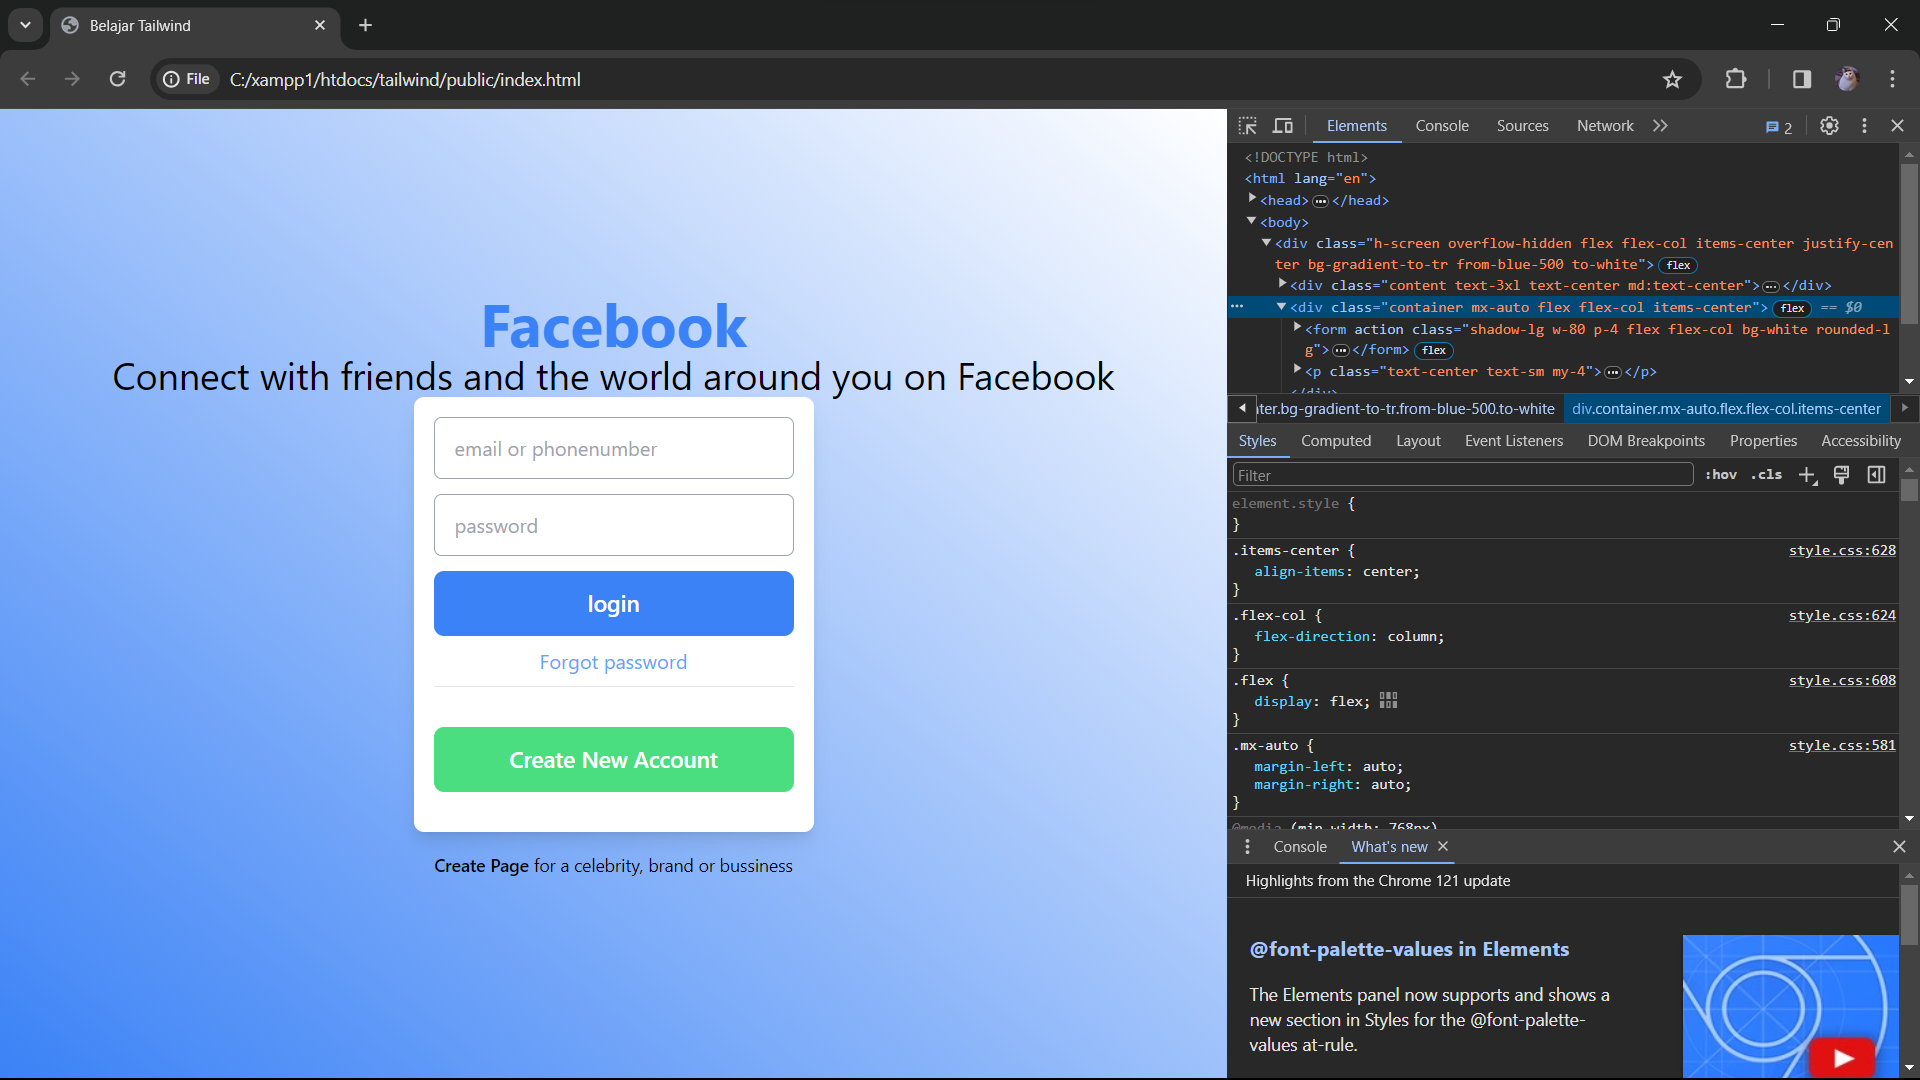 Belajar Tailwind
File C:/xampp1/htdocs/tailwind/public/index.html
Facebook
Connect with friends and the world around you on Facebook
email or phonenumber
password
login
Forgot password
Create New Account
Create Page for a celebrity, brand or bussiness
Elements Console Sources Network 2
<!DOCTYPE html>
<html lang="en">
<head> … </head>
<body>
<div class="h-screen overflow-hidden flex flex-col items-center justify-cen
ter bg-gradient-to-tr from-blue-500 to-white"> flex
<div class="content text-3xl text-center md:text-center"> … </div>
<div class="container mx-auto flex flex-col items-center"> flex == $0
<form action class="shadow-lg w-80 p-4 flex flex-col bg-white rounded-l
g"> … </form> flex
<p class="text-center text-sm my-4"> … </p>
</div>
ter.bg-gradient-to-tr.from-blue-500.to-white div.container.mx-auto.flex.flex-col.items-center
Styles Computed Layout Event Listeners DOM Breakpoints Properties Accessibility
Filter :hov .cls
element.style {
}
.items-center { style.css:628
align-items: center;
}
.flex-col { style.css:624
flex-direction: column;
}
.flex { style.css:608
display: flex;
}
.mx-auto { style.css:581
margin-left: auto;
margin-right: auto;
}
@media (min-width: 768px)
Console What's new
Highlights from the Chrome 121 update
@font-palette-values in Elements
The Elements panel now supports and shows a
new section in Styles for the @font-palette-
values at-rule.